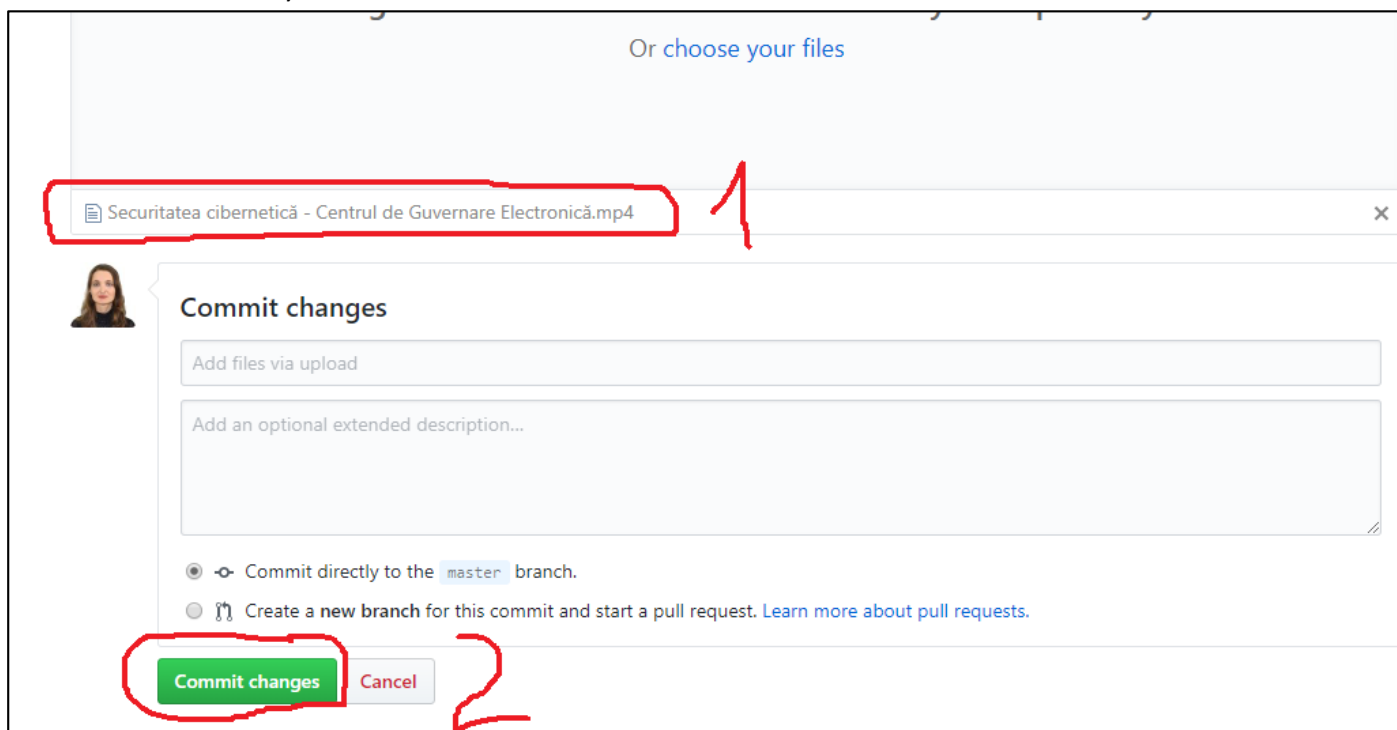 Or choose your files
Securitatea cibernetică - Centrul de Guvernare Electronică.mp4
1
Commit changes
Add files via upload
Add an optional extended description...
Commit directly to the master branch.
Create a new branch for this commit and start a pull request. Learn more about pull requests.
Commit changes Cancel
2